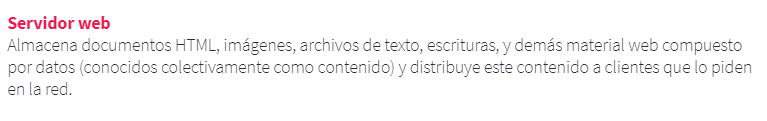 Servidor web
Almacena documentos HTML, imágenes, archivos de texto, escrituras, y demás material web compuesto
por datos (conocidos colectivamente como contenido) y distribuye este contenido a clientes que lo piden
en la red.